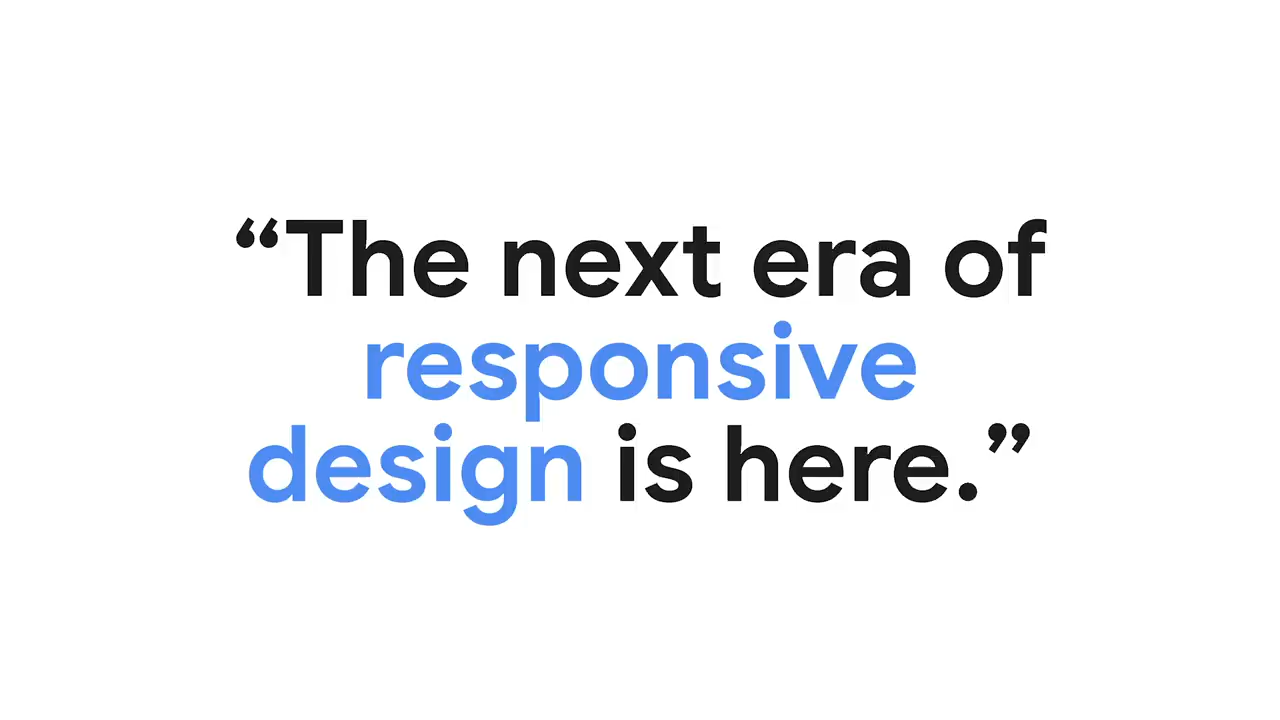 “The next era of
responsive
design is here.”